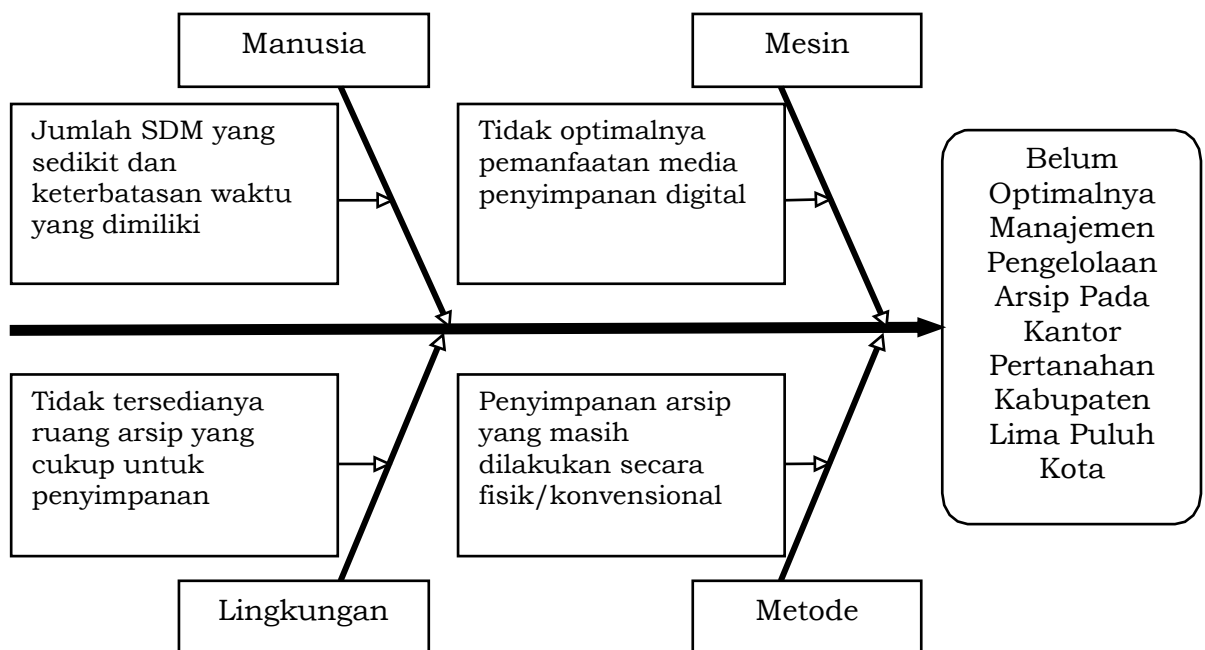 Manusia
Mesin
Jumlah SDM yang
sedikit dan
keterbatasan waktu
yang dimiliki
Tidak optimalnya
pemanfaatan media
penyimpanan digital
Belum
Optimalnya
Manajemen
Pengelolaan
Arsip Pada
Kantor
Pertanahan
Kabupaten
Lima Puluh
Kota
Tidak tersedianya
ruang arsip yang
cukup untuk
penyimpanan
Penyimpanan arsip
yang masih
dilakukan secara
fisik/konvensional
Lingkungan
Metode